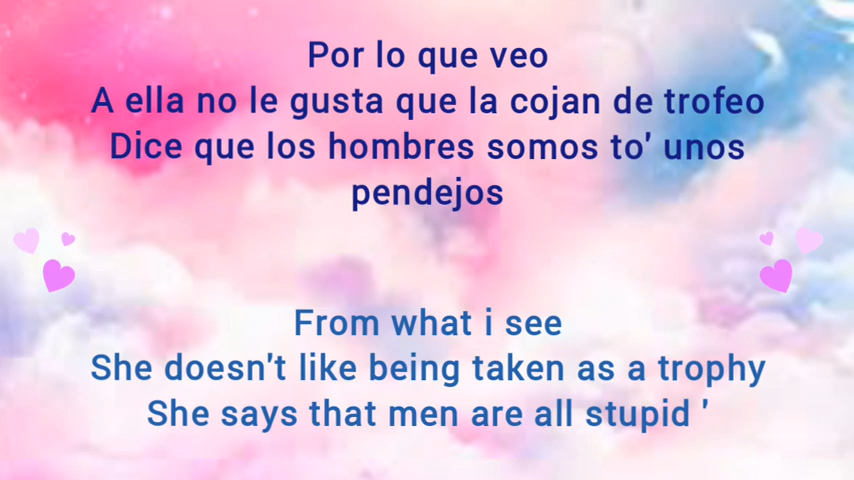 Por lo que veo
A ella no le gusta que la cojan de trofeo
Dice que los hombres somos to' unos
pendejos
From what i see
She doesn't like being taken as a trophy
She says that men are all stupid '